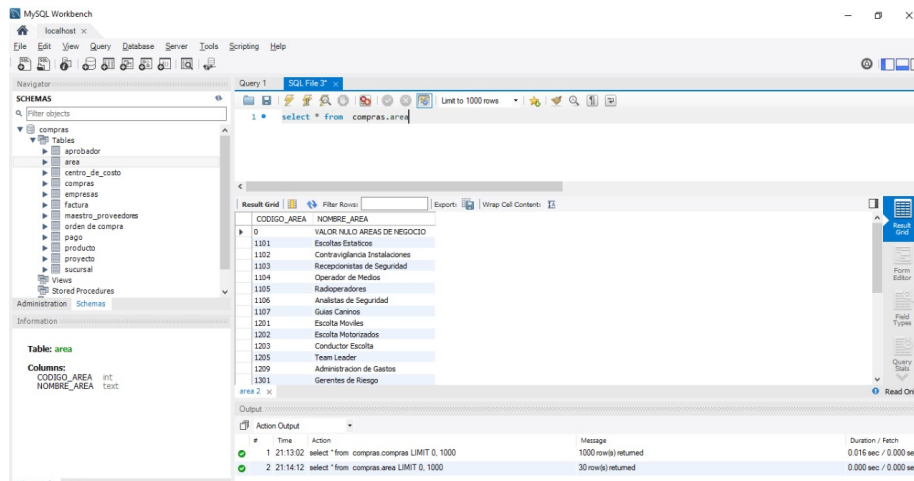 MySQL Workbench
localhost ×
File Edit View Query Database Server Tools Scripting Help
Navigator
SCHEMAS
Filter objects
compras
Tables
aprobador
area
centro_de_costo
compras
empresas
factura
maestro_proveedores
orden de compra
pago
producto
proyecto
sucursal
Views
Stored Procedures
Administration Schemas
Information
Table: area
Columns:
CODIGO_AREA int
NOMBRE_AREA text
Query 1 SQL File 3* ×
Limit to 1000 rows
1 select * from compras.area
Result Grid Filter Rows: Export: Wrap Cell Content:
CODIGO_AREA NOMBRE_AREA
0 VALOR NULO AREAS DE NEGOCIO
1101 Escoltas Estaticos
1102 Contravigilancia Instalaciones
1103 Recepcionistas de Seguridad
1104 Operador de Medios
1105 Radioperadores
1106 Analistas de Seguridad
1107 Guias Caninos
1201 Escolta Moviles
1202 Escolta Motorizados
1203 Conductor Escolta
1205 Team Leader
1209 Administracion de Gastos
1301 Gerentes de Riesgo
Result Grid
Form Editor
Field Types
Query Stats
area 2 ×
Read On
Output
Action Output
# Time Action Message Duration / Fetch
1 21:13:02 select * from compras.compras LIMIT 0, 1000 1000 row(s) returned 0.016 sec / 0.000 se
2 21:14:12 select * from compras.area LIMIT 0, 1000 30 row(s) returned 0.000 sec / 0.000 se